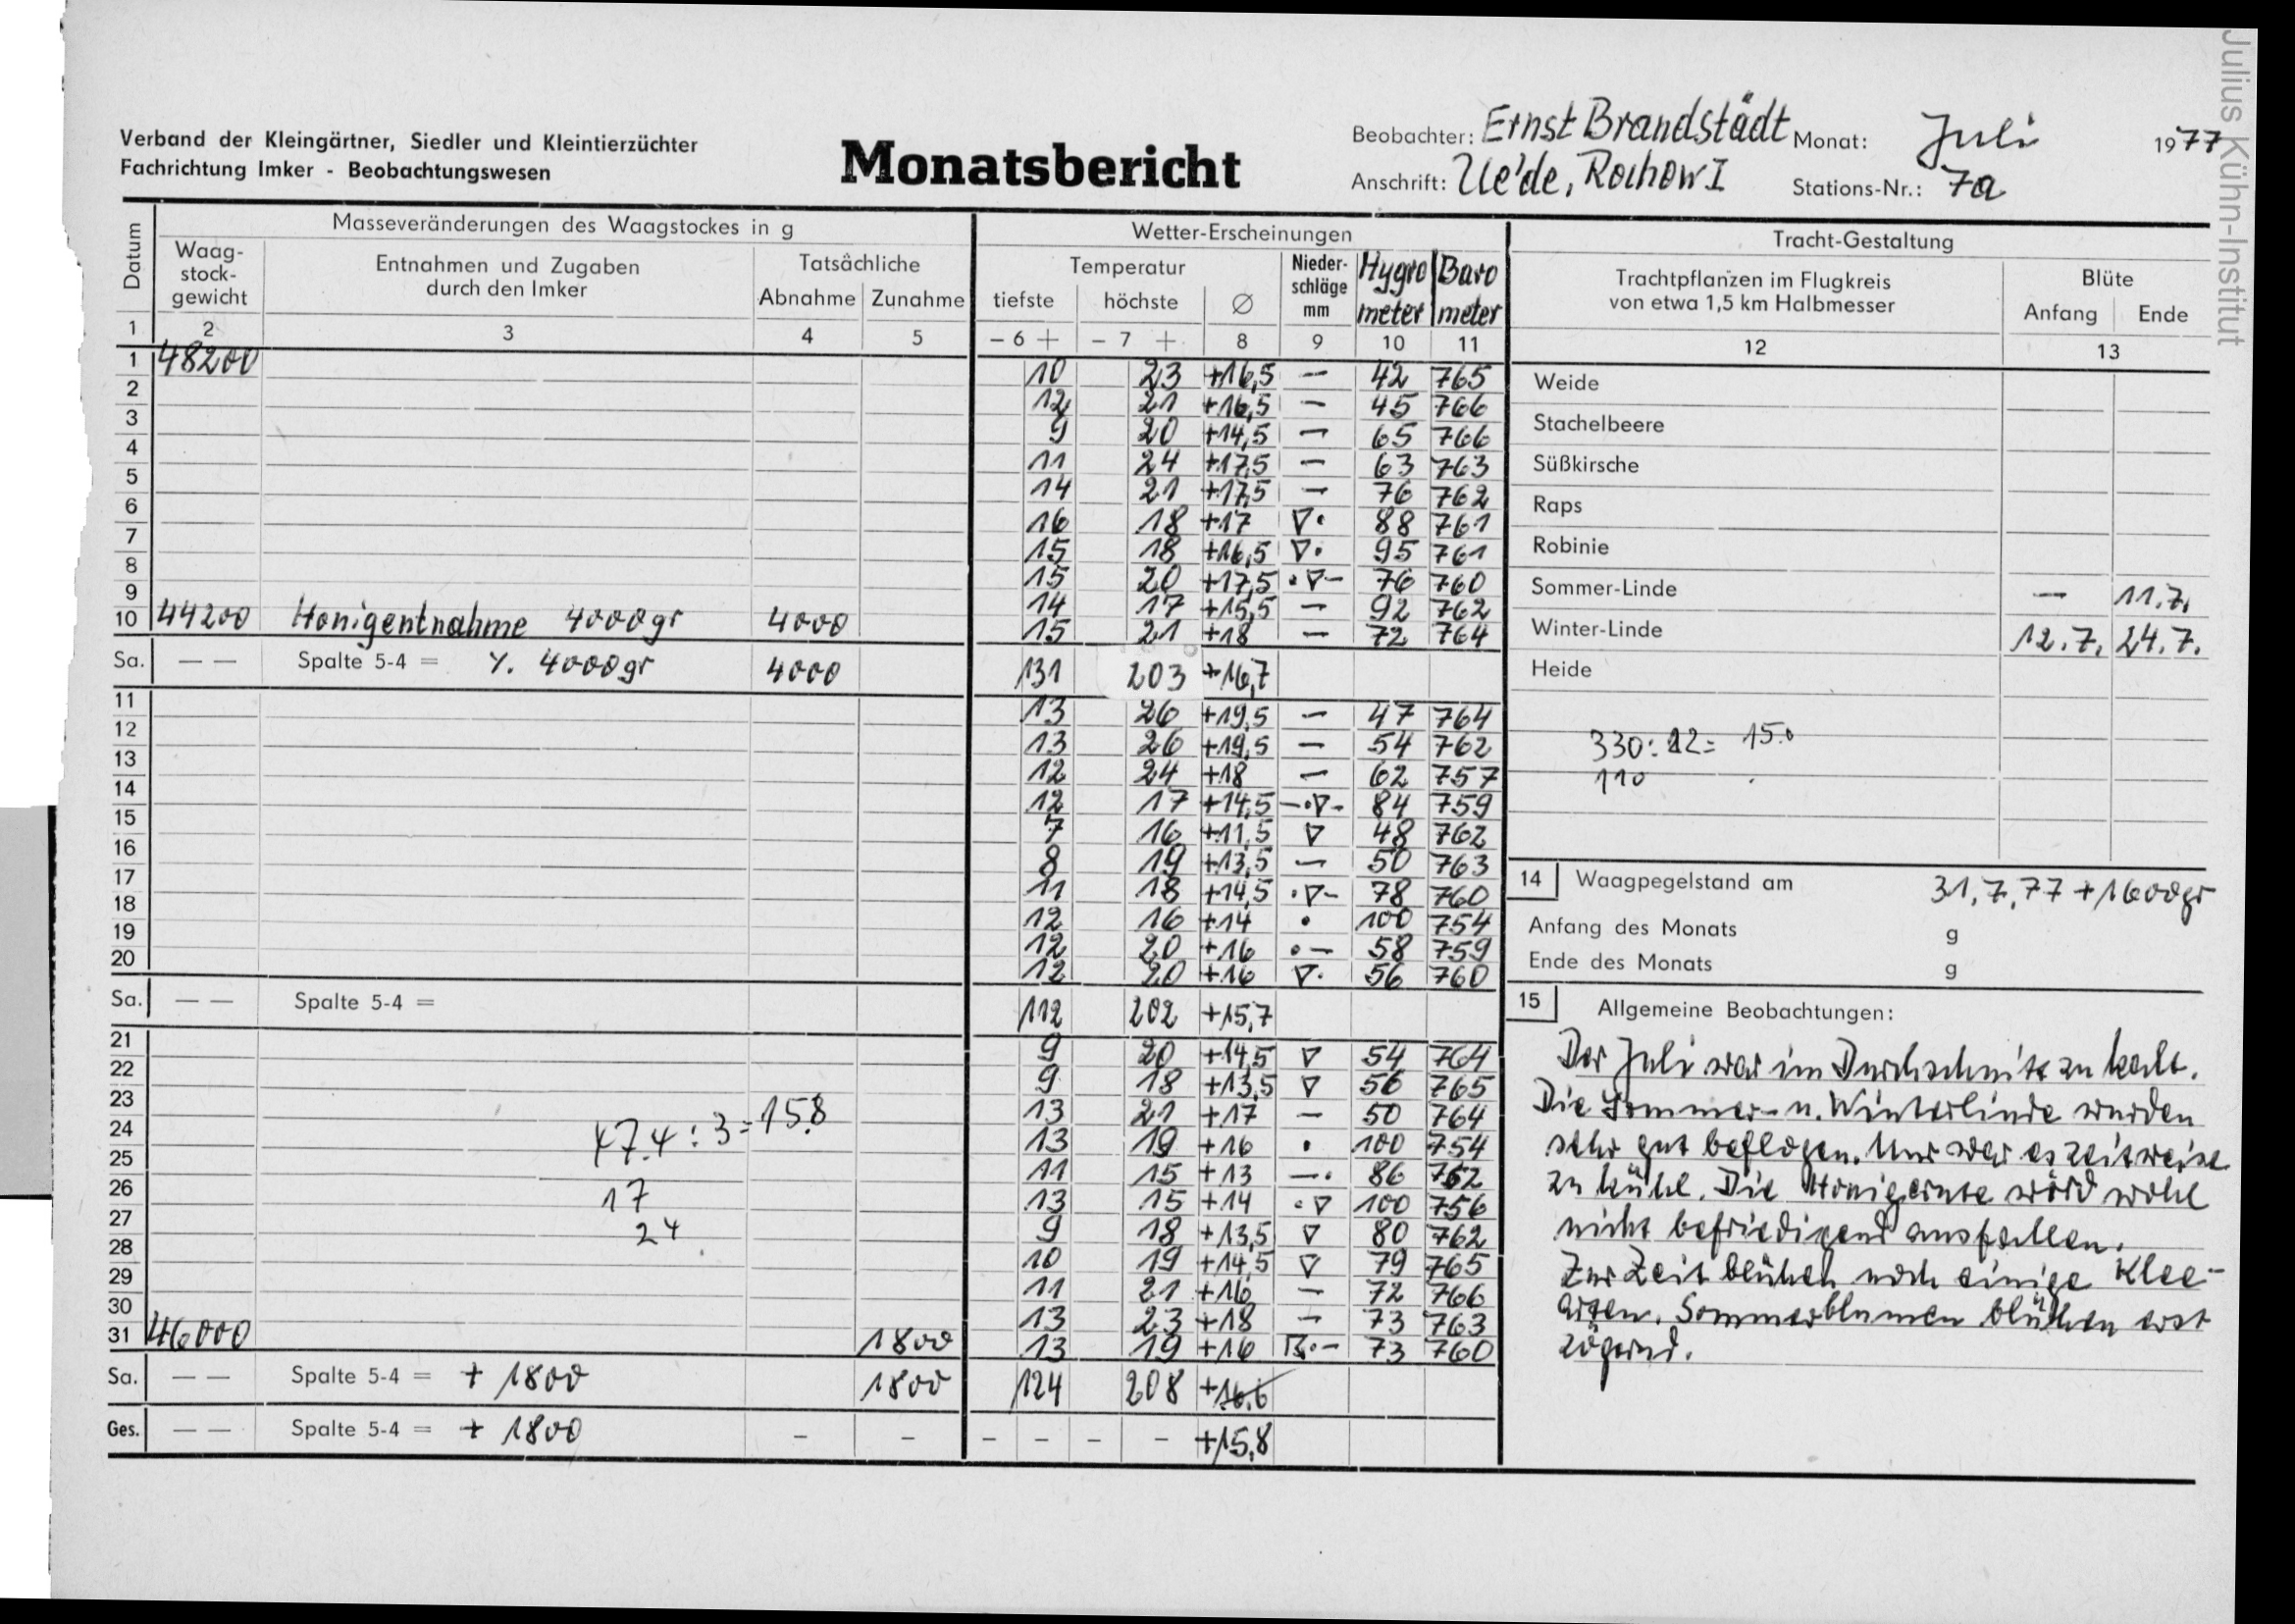 Julius Kühn-Institut
Verband der Kleingärtner, Siedler und Kleintierzüchter
Fachrichtung Imker - Beobachtungswesen
Monatsbericht
Beobachter: Ernst Brandstädt Monat: Juli 1977
Anschrift: Ue'de, Rochow I Stations-Nr.: 7a
Datum Masseveränderungen des Waagstockes in g Wetter-Erscheinungen Tracht-Gestaltung
Waag-stock-gewicht Entnahmen und Zugaben durch den Imker Tatsächliche Abnahme Zunahme Temperatur tiefste höchste Ø Nieder-schläge mm Hygro meter Baro meter Trachtpflanzen im Flugkreis von etwa 1,5 km Halbmesser Blüte Anfang Ende
1 2 3 4 5 - 6 + - 7 + 8 9 10 11 12 13
1 48200 10 23 +16,5 — 42 765
2 12 21 +16,5 — 45 766
3 9 20 +14,5 — 65 766
4 11 24 +17,5 — 63 763
5 14 21 +17,5 — 76 762
6 16 18 +17 ▽• 88 761
7 15 18 +16,5 ▽• 95 761
8 15 20 +17,5 •▽– 76 760
9 14 17 +15,5 — 92 762
10 44200 Honigentnahme 4000gr 4000 15 21 +18 — 72 764
Sa. — — Spalte 5-4 = ٪. 4000gr 4000 131 203 +16,7
11 13 26 +19,5 — 47 764
12 13 26 +19,5 — 54 762
13 12 24 +18 — 62 757
14 12 17 +14,5 –•▽– 84 759
15 7 16 +11,5 ▽ 48 762
16 8 19 +13,5 — 50 763
17 11 18 +14,5 •▽– 78 760
18 12 16 +14 • 100 754
19 12 20 +16 •– 58 759
20 12 20 +16 ▽• 56 760
Sa. — — Spalte 5-4 = 112 202 +15,7
21 9 20 +14,5 ▽ 54 764
22 9 18 +13,5 ▽ 56 765
23 13 21 +17 — 50 764
24 47.4 : 3 = 15.8 13 19 +16 • 100 754
25 11 15 +13 —• 86 762
26 17 13 15 +14 •▽ 100 756
27 24 9 18 +13,5 ▽ 80 762
28 10 19 +14,5 ▽ 79 765
29 11 21 +16 — 72 766
30 13 23 +18 — 73 763
31 46000 1800 13 19 +16 73 760
Sa. — — Spalte 5-4 = + 1800 1800 124 208 +16,6
Ges. — — Spalte 5-4 = + 1800 – – – – – – +15,8
Weide
Stachelbeere
Süßkirsche
Raps
Robinie
Sommer-Linde — 11.7.
Winter-Linde 12.7. 24.7.
Heide
330 : 22 = 15.0
110
14 Waagpegelstand am 31.7.77 + 1600gr
Anfang des Monats g
Ende des Monats g
15 Allgemeine Beobachtungen:
Der Juli war im Durchschnitt zu kalt.
Die Sommer- u. Winterlinde wurden
sehr gut beflogen. Nur war es zeitweise
zu kühl. Die Honigernte wird wohl
nicht befriedigend ausfallen.
Zur Zeit blühen noch einige Klee-
arten. Sommerblumen blühen erst
zögernd.